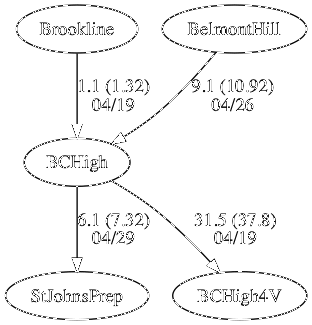 Brookline
BelmontHill
1.1 (1.32)
04/19
9.1 (10.92)
04/26
BCHigh
6.1 (7.32)
04/29
31.5 (37.8)
04/19
StJohnsPrep
BCHigh4V